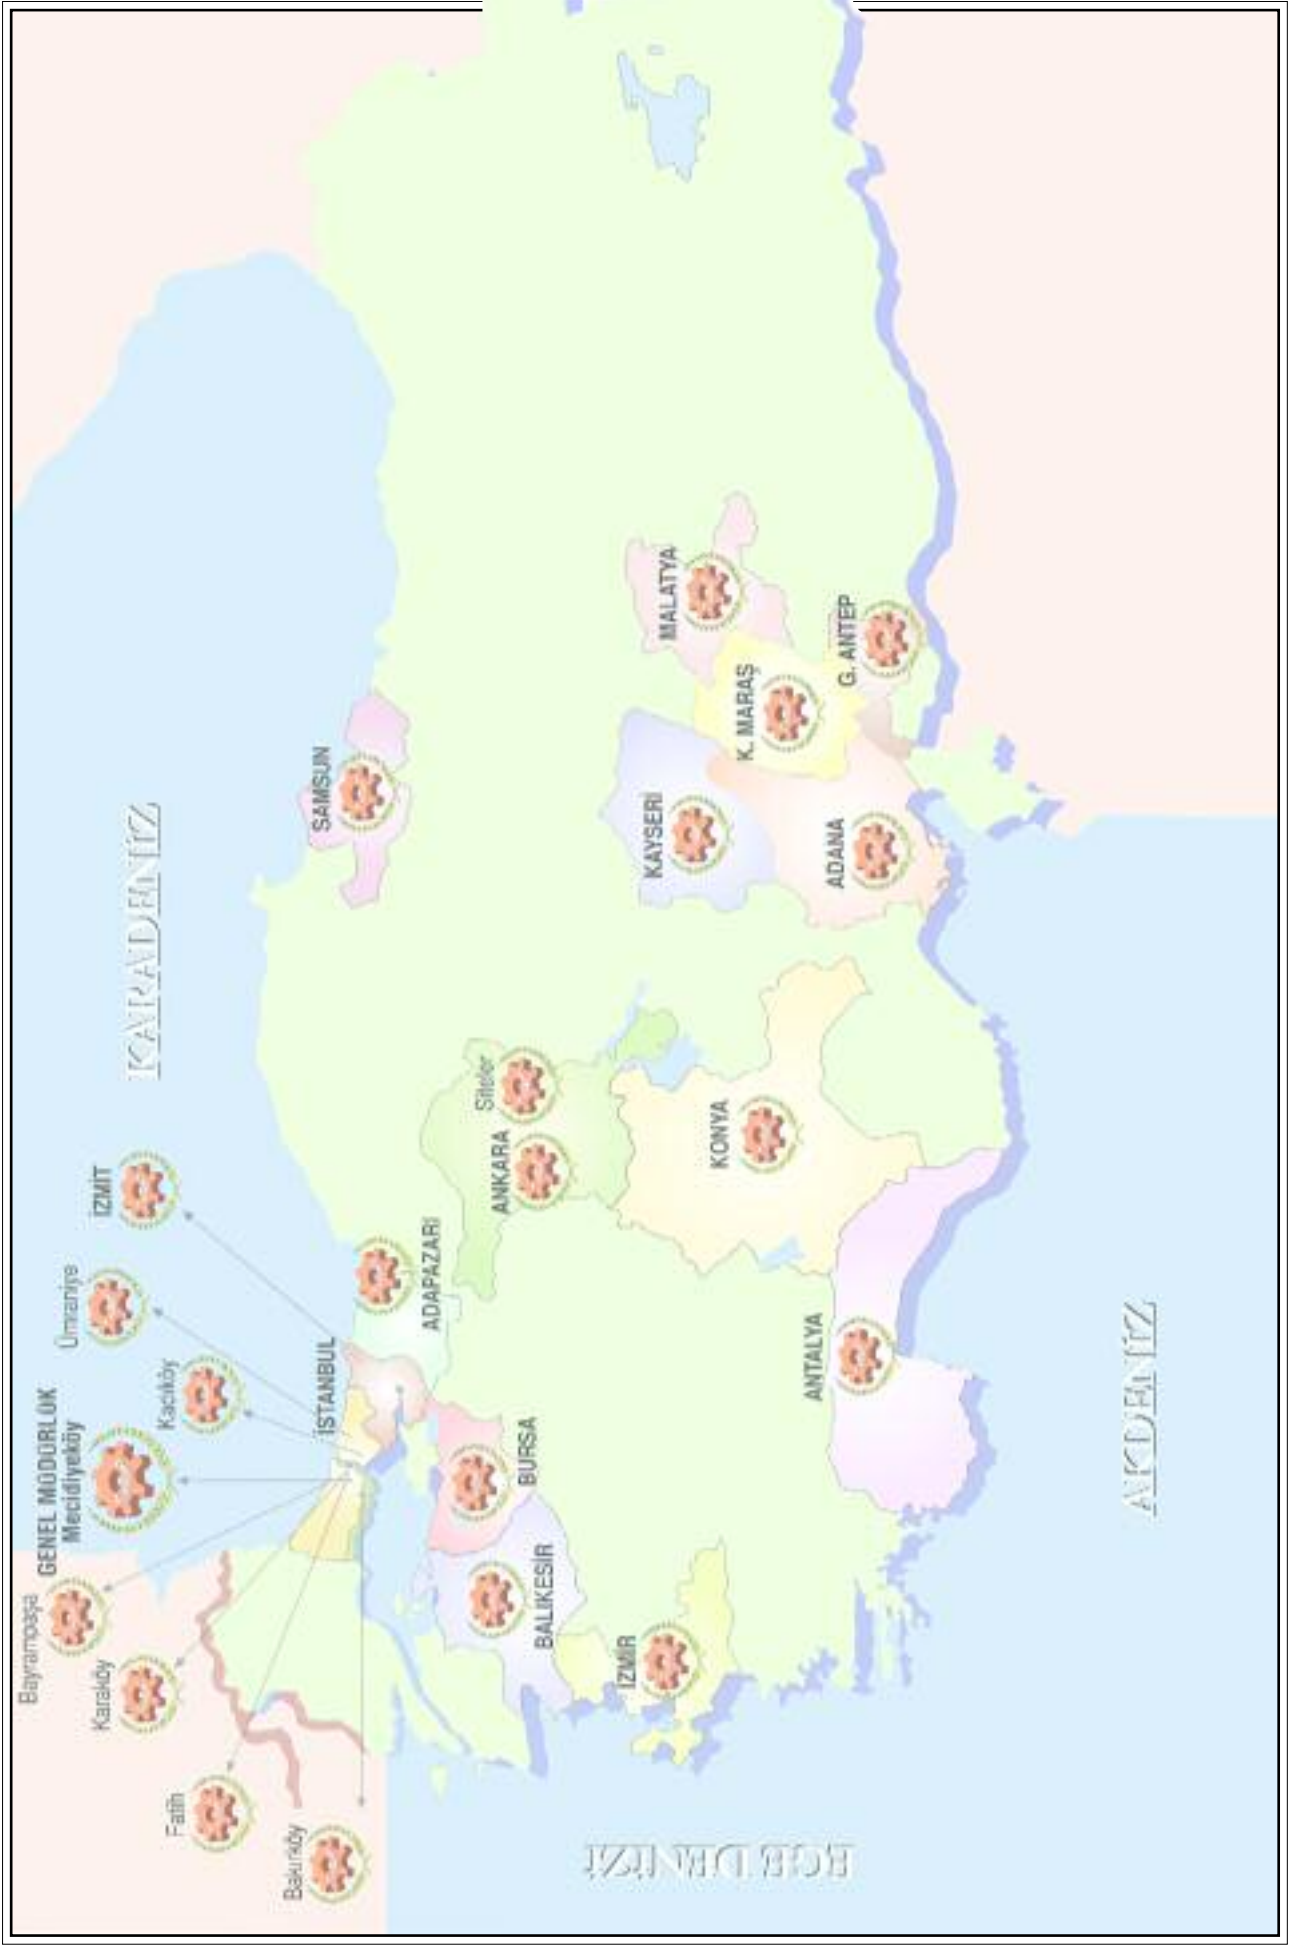 Bayrampaşa
GENEL MÜDÜRLÜK
Mecidiyeköy
Karaköy
Fatih
Bakırköy
Kadıköy
Ümraniye
İZMİT
KARADENİZ
İSTANBUL
ADAPAZARI
SAMSUN
Siteler
ANKARA
BURSA
BALIKESİR
İZMİR
KONYA
KAYSERİ
MALATYA
K. MARAŞ
G. ANTEP
ADANA
ANTALYA
EGE DENİZİ
AKDENİZ